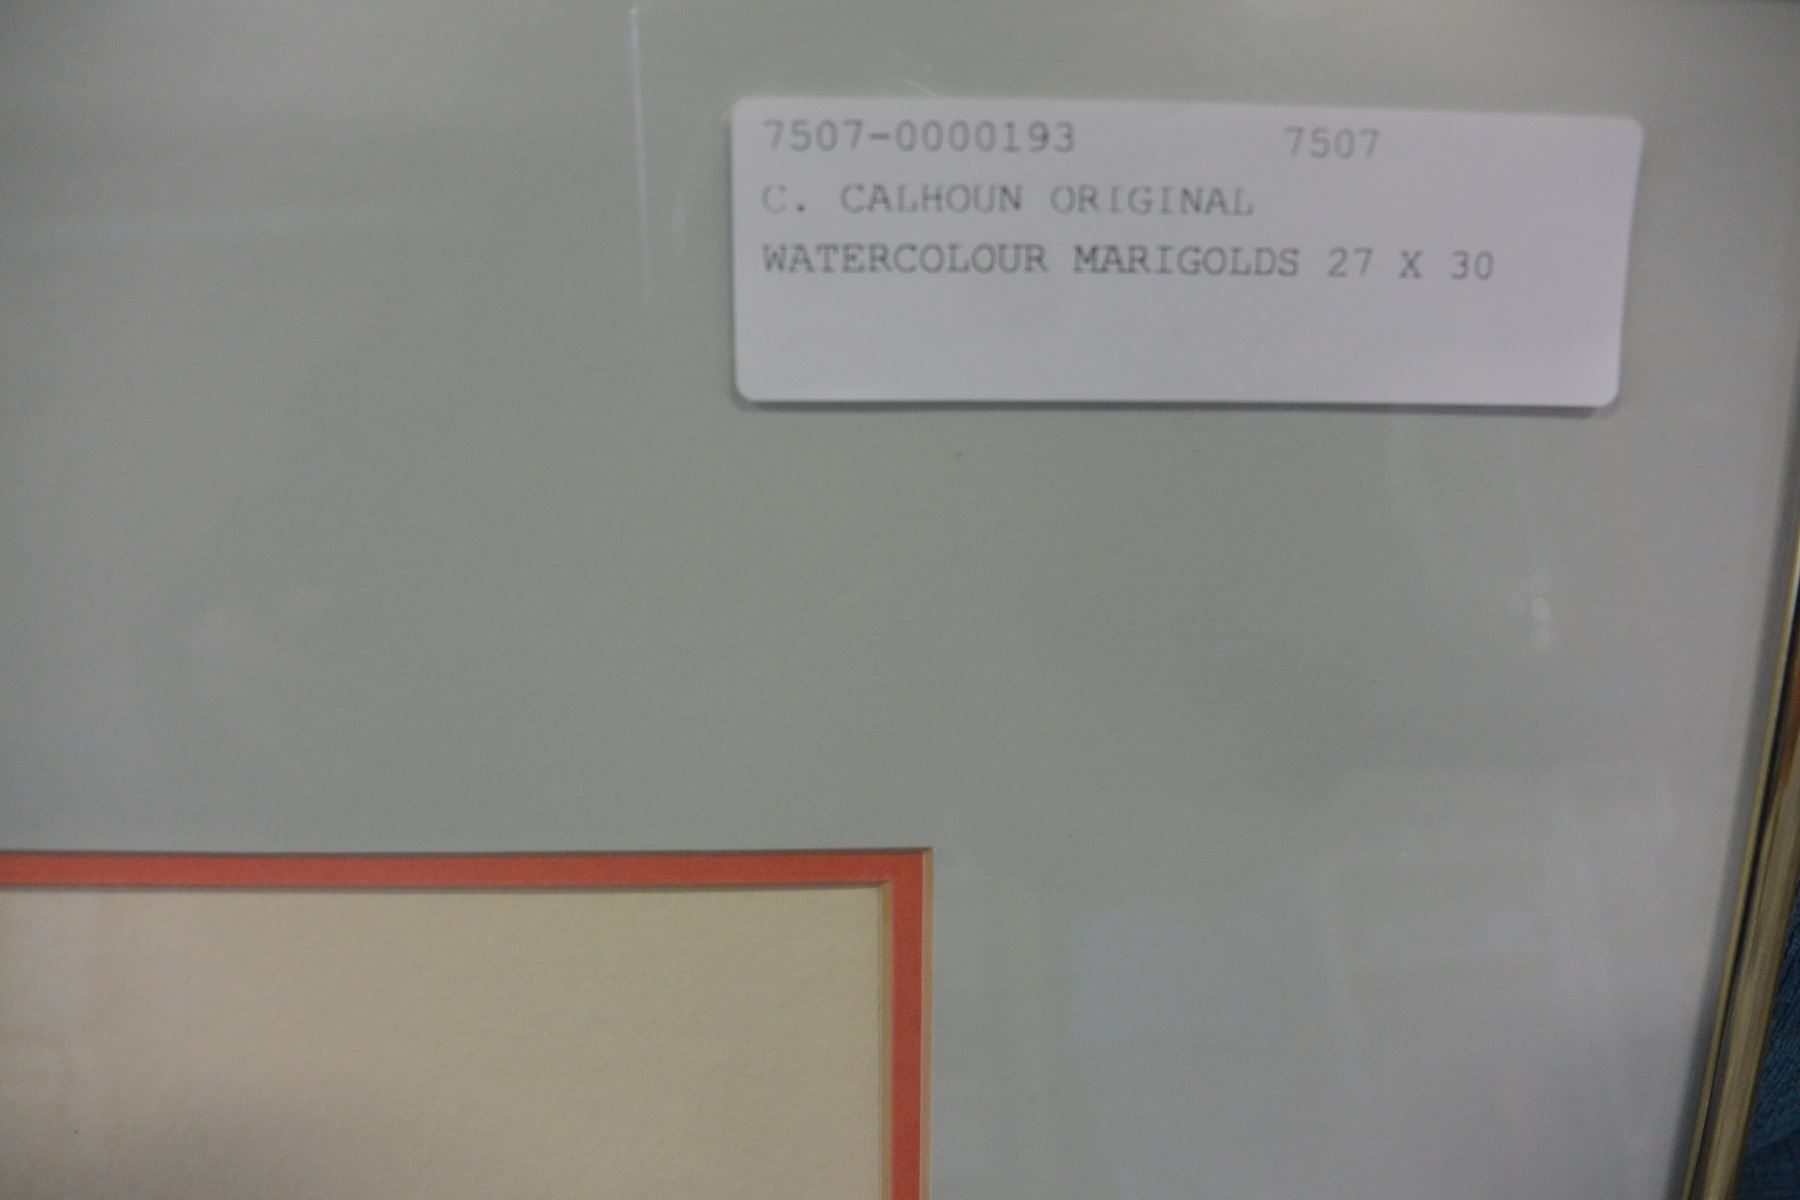 7507-0000193 7507
C. CALHOUN ORIGINAL
WATERCOLOUR MARIGOLDS 27 X 30